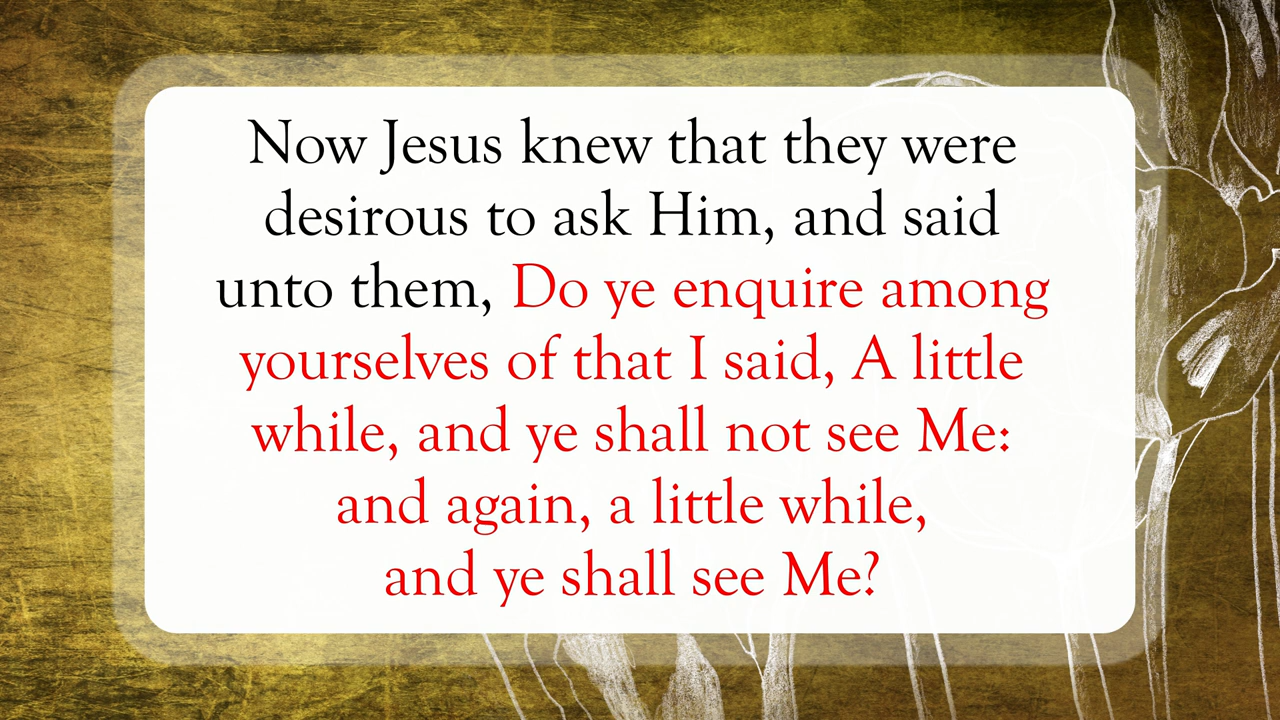 Now Jesus knew that they were
desirous to ask Him, and said
unto them, Do ye enquire among
yourselves of that I said, A little
while, and ye shall not see Me:
and again, a little while,
and ye shall see Me?